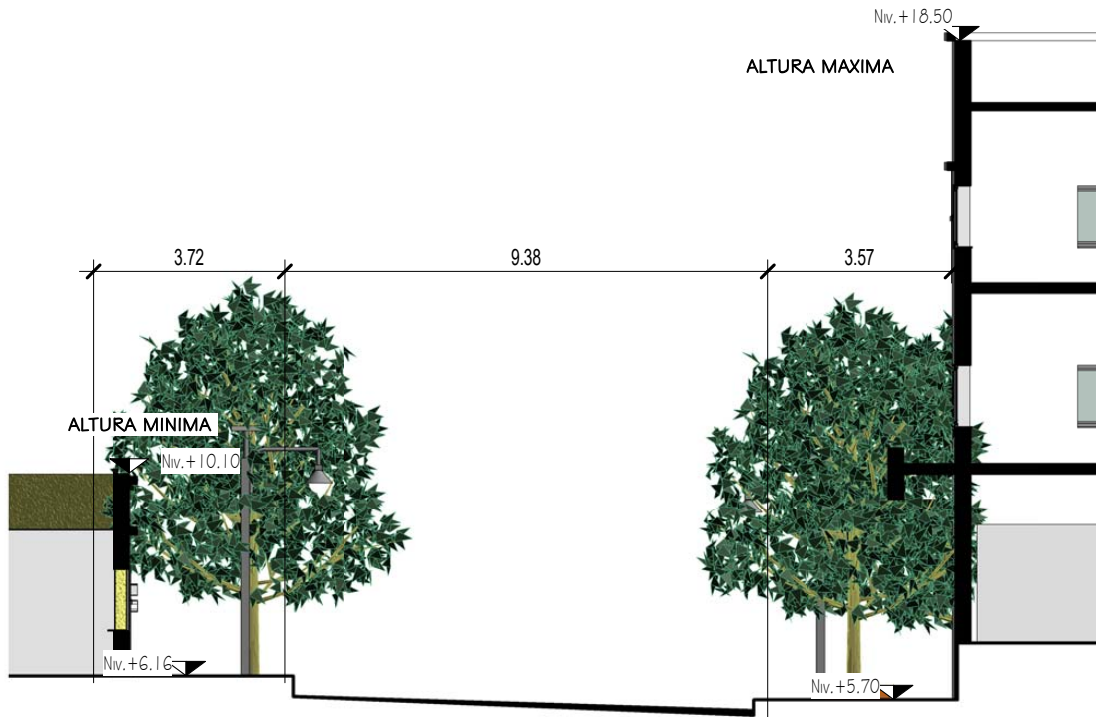 Niv.+18.50
ALTURA MAXIMA
3.72 9.38 3.57
ALTURA MINIMA
Niv.+10.10
Niv.+6.16
Niv.+5.70